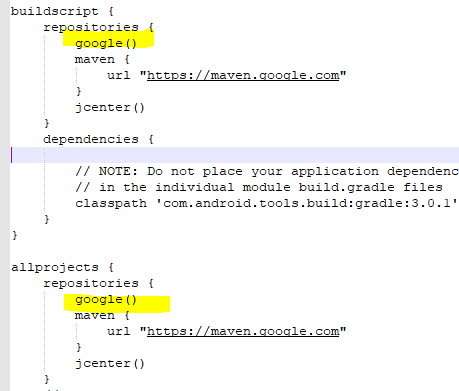 buildscript {
    repositories {
        google()
        maven {
            url "https://maven.google.com"
        }
        jcenter()
    }
    dependencies {

        // NOTE: Do not place your application dependenc
        // in the individual module build.gradle files
        classpath 'com.android.tools.build:gradle:3.0.1'
    }
}

allprojects {
    repositories {
        google()
        maven {
            url "https://maven.google.com"
        }
        jcenter()
    }